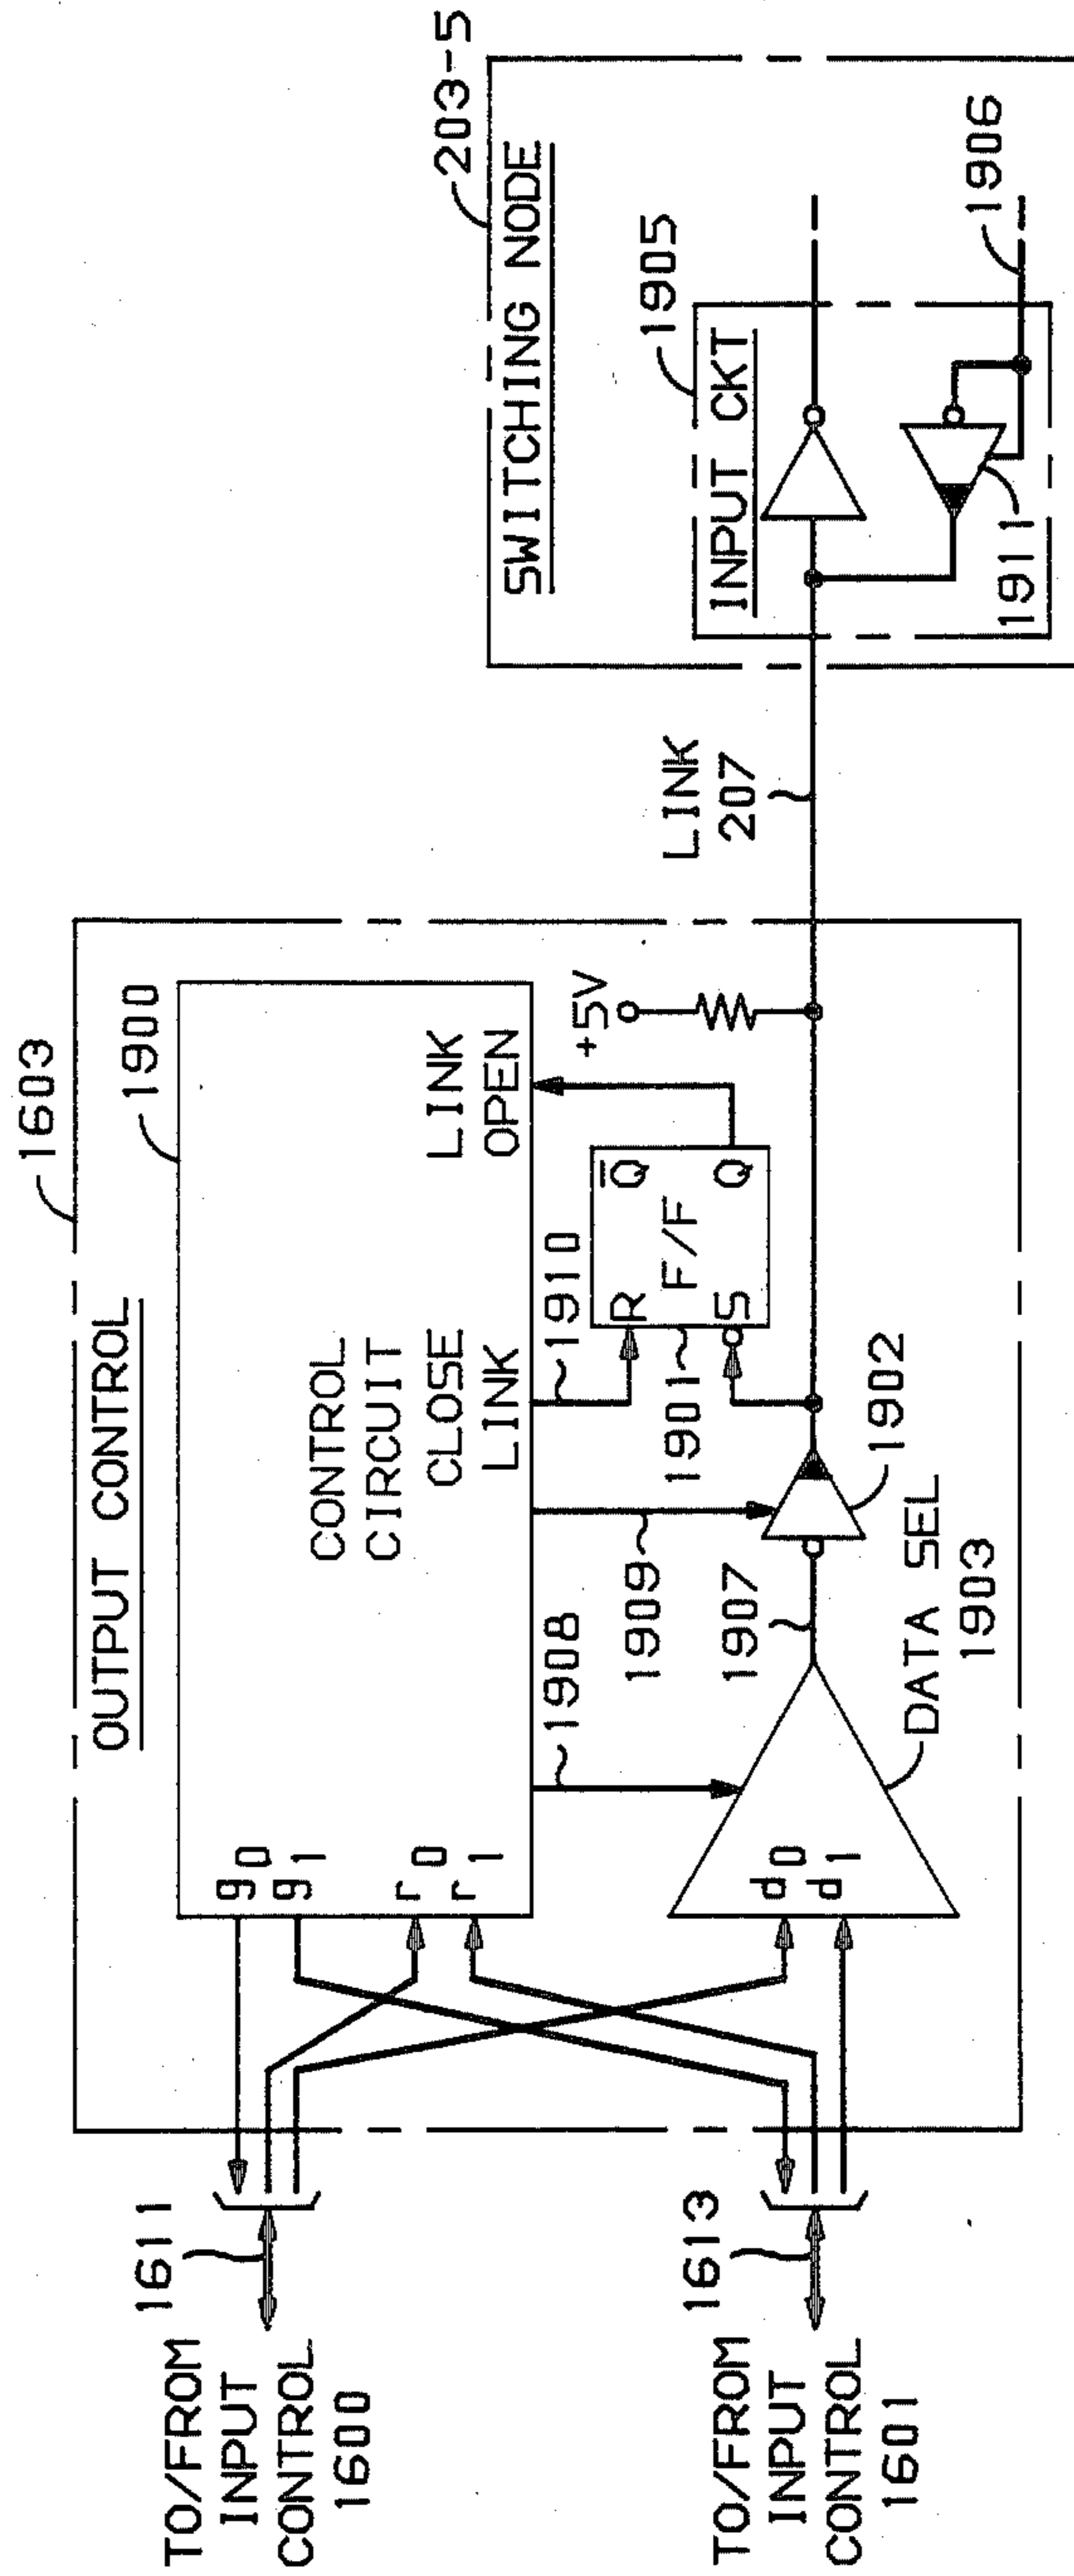 OUTPUT CONTROL
1603
1900
g0
g1
r0
r1
CONTROL
CIRCUIT
CLOSE
LINK
LINK
OPEN
TO/FROM
INPUT
CONTROL
1600
1611
1908
1909
1910
R
Q
F/F
S
Q
1901
+5V
LINK
207
TO/FROM
INPUT
CONTROL
1601
1613
d0
d1
DATA SEL
1903
1907
1902
203-5
SWITCHING NODE
1905
INPUT CKT
1911
1906